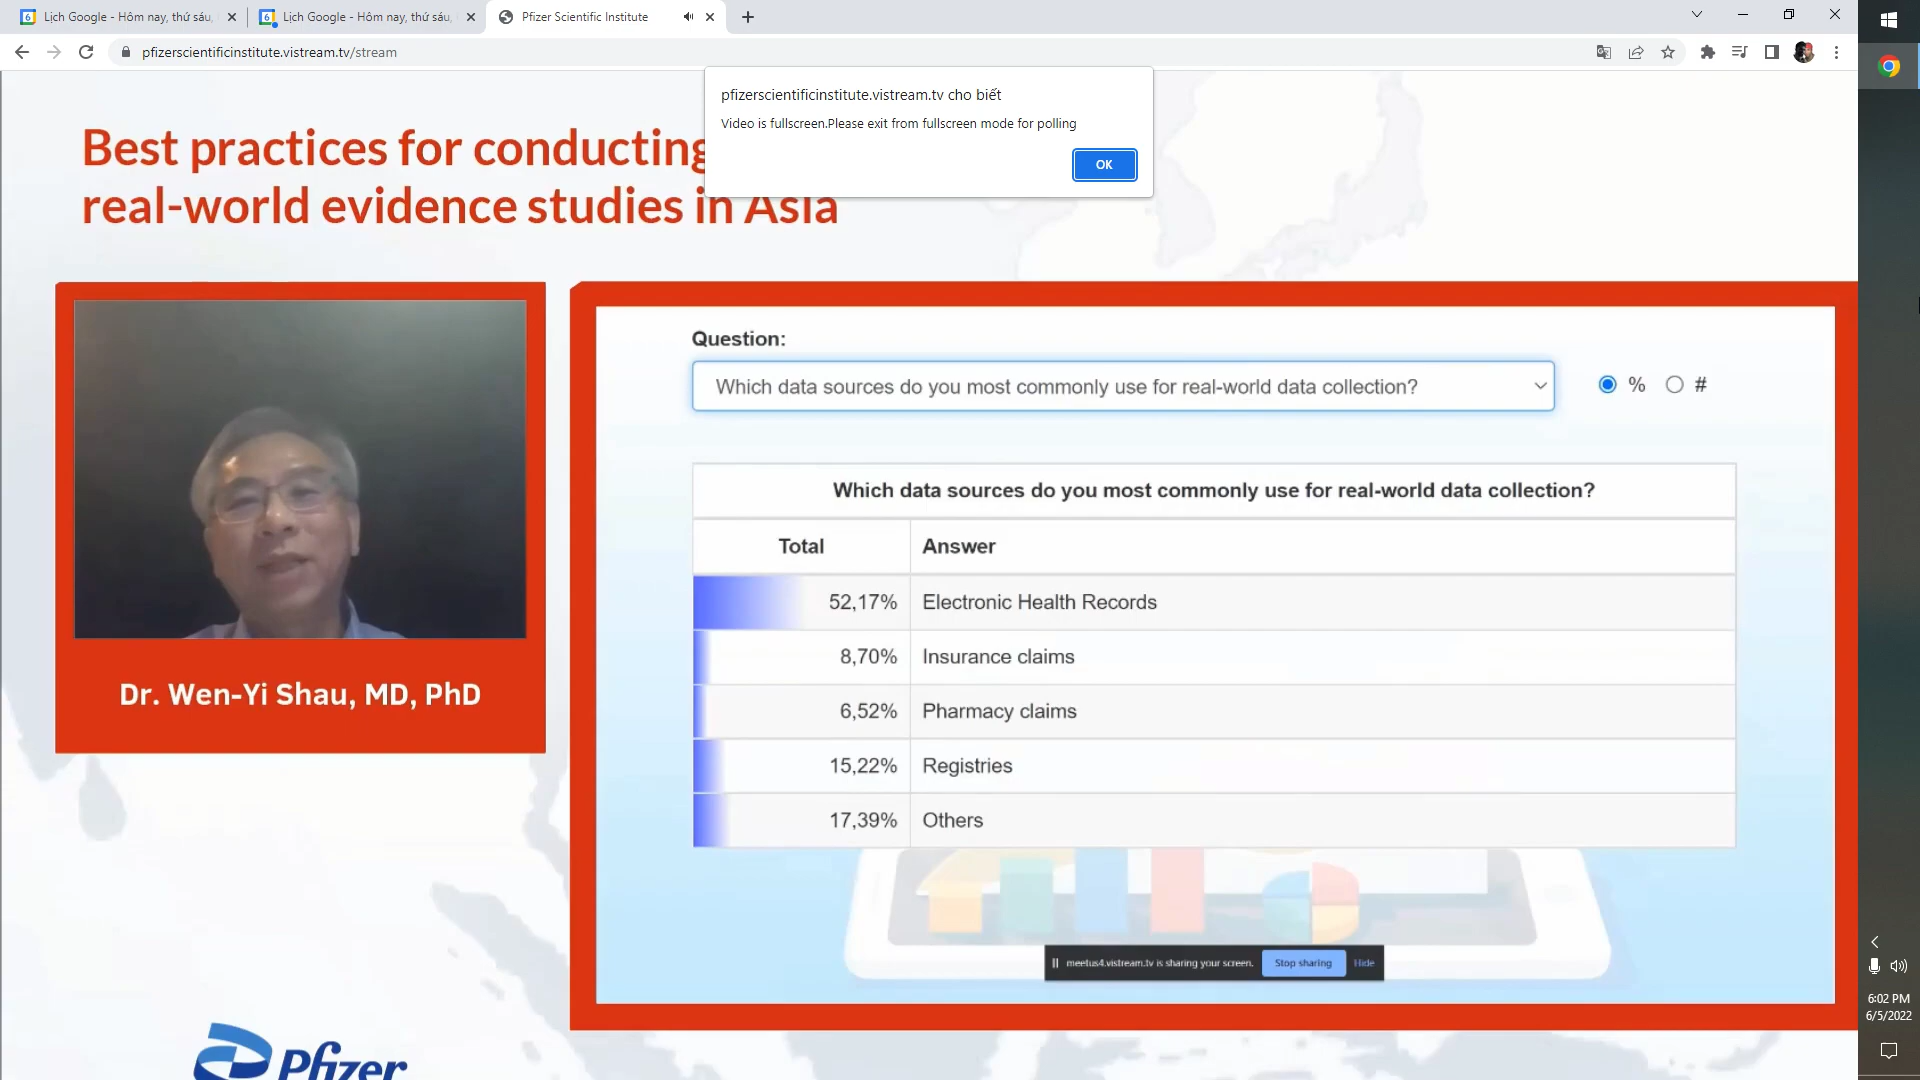 Lịch Google - Hôm nay, thứ sáu,
Lịch Google - Hôm nay, thứ sáu,
Pfizer Scientific Institute
pfizerscientificinstitute.vistream.tv/stream
pfizerscientificinstitute.vistream.tv cho biết
Video is fullscreen.Please exit from fullscreen mode for polling
OK
Best practices for conducting
real-world evidence studies in Asia
Dr. Wen-Yi Shau, MD, PhD
Question:
Which data sources do you most commonly use for real-world data collection?
% #
Which data sources do you most commonly use for real-world data collection?
Total Answer
52,17% Electronic Health Records
8,70% Insurance claims
6,52% Pharmacy claims
15,22% Registries
17,39% Others
meetus4.vistream.tv is sharing your screen. Stop sharing Hide
Pfizer
6:02 PM
6/5/2022